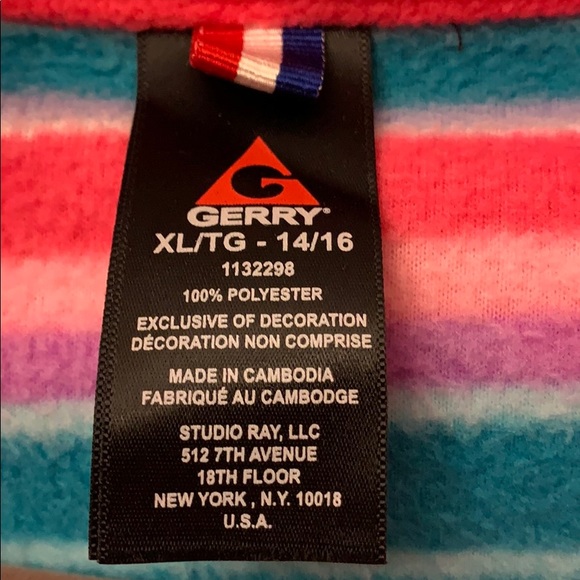 GERRY®
XL/TG - 14/16
1132298
100% POLYESTER
EXCLUSIVE OF DECORATION
DÉCORATION NON COMPRISE
MADE IN CAMBODIA
FABRIQUÉ AU CAMBODGE
STUDIO RAY, LLC
512 7TH AVENUE
18TH FLOOR
NEW YORK , N.Y. 10018
U.S.A.